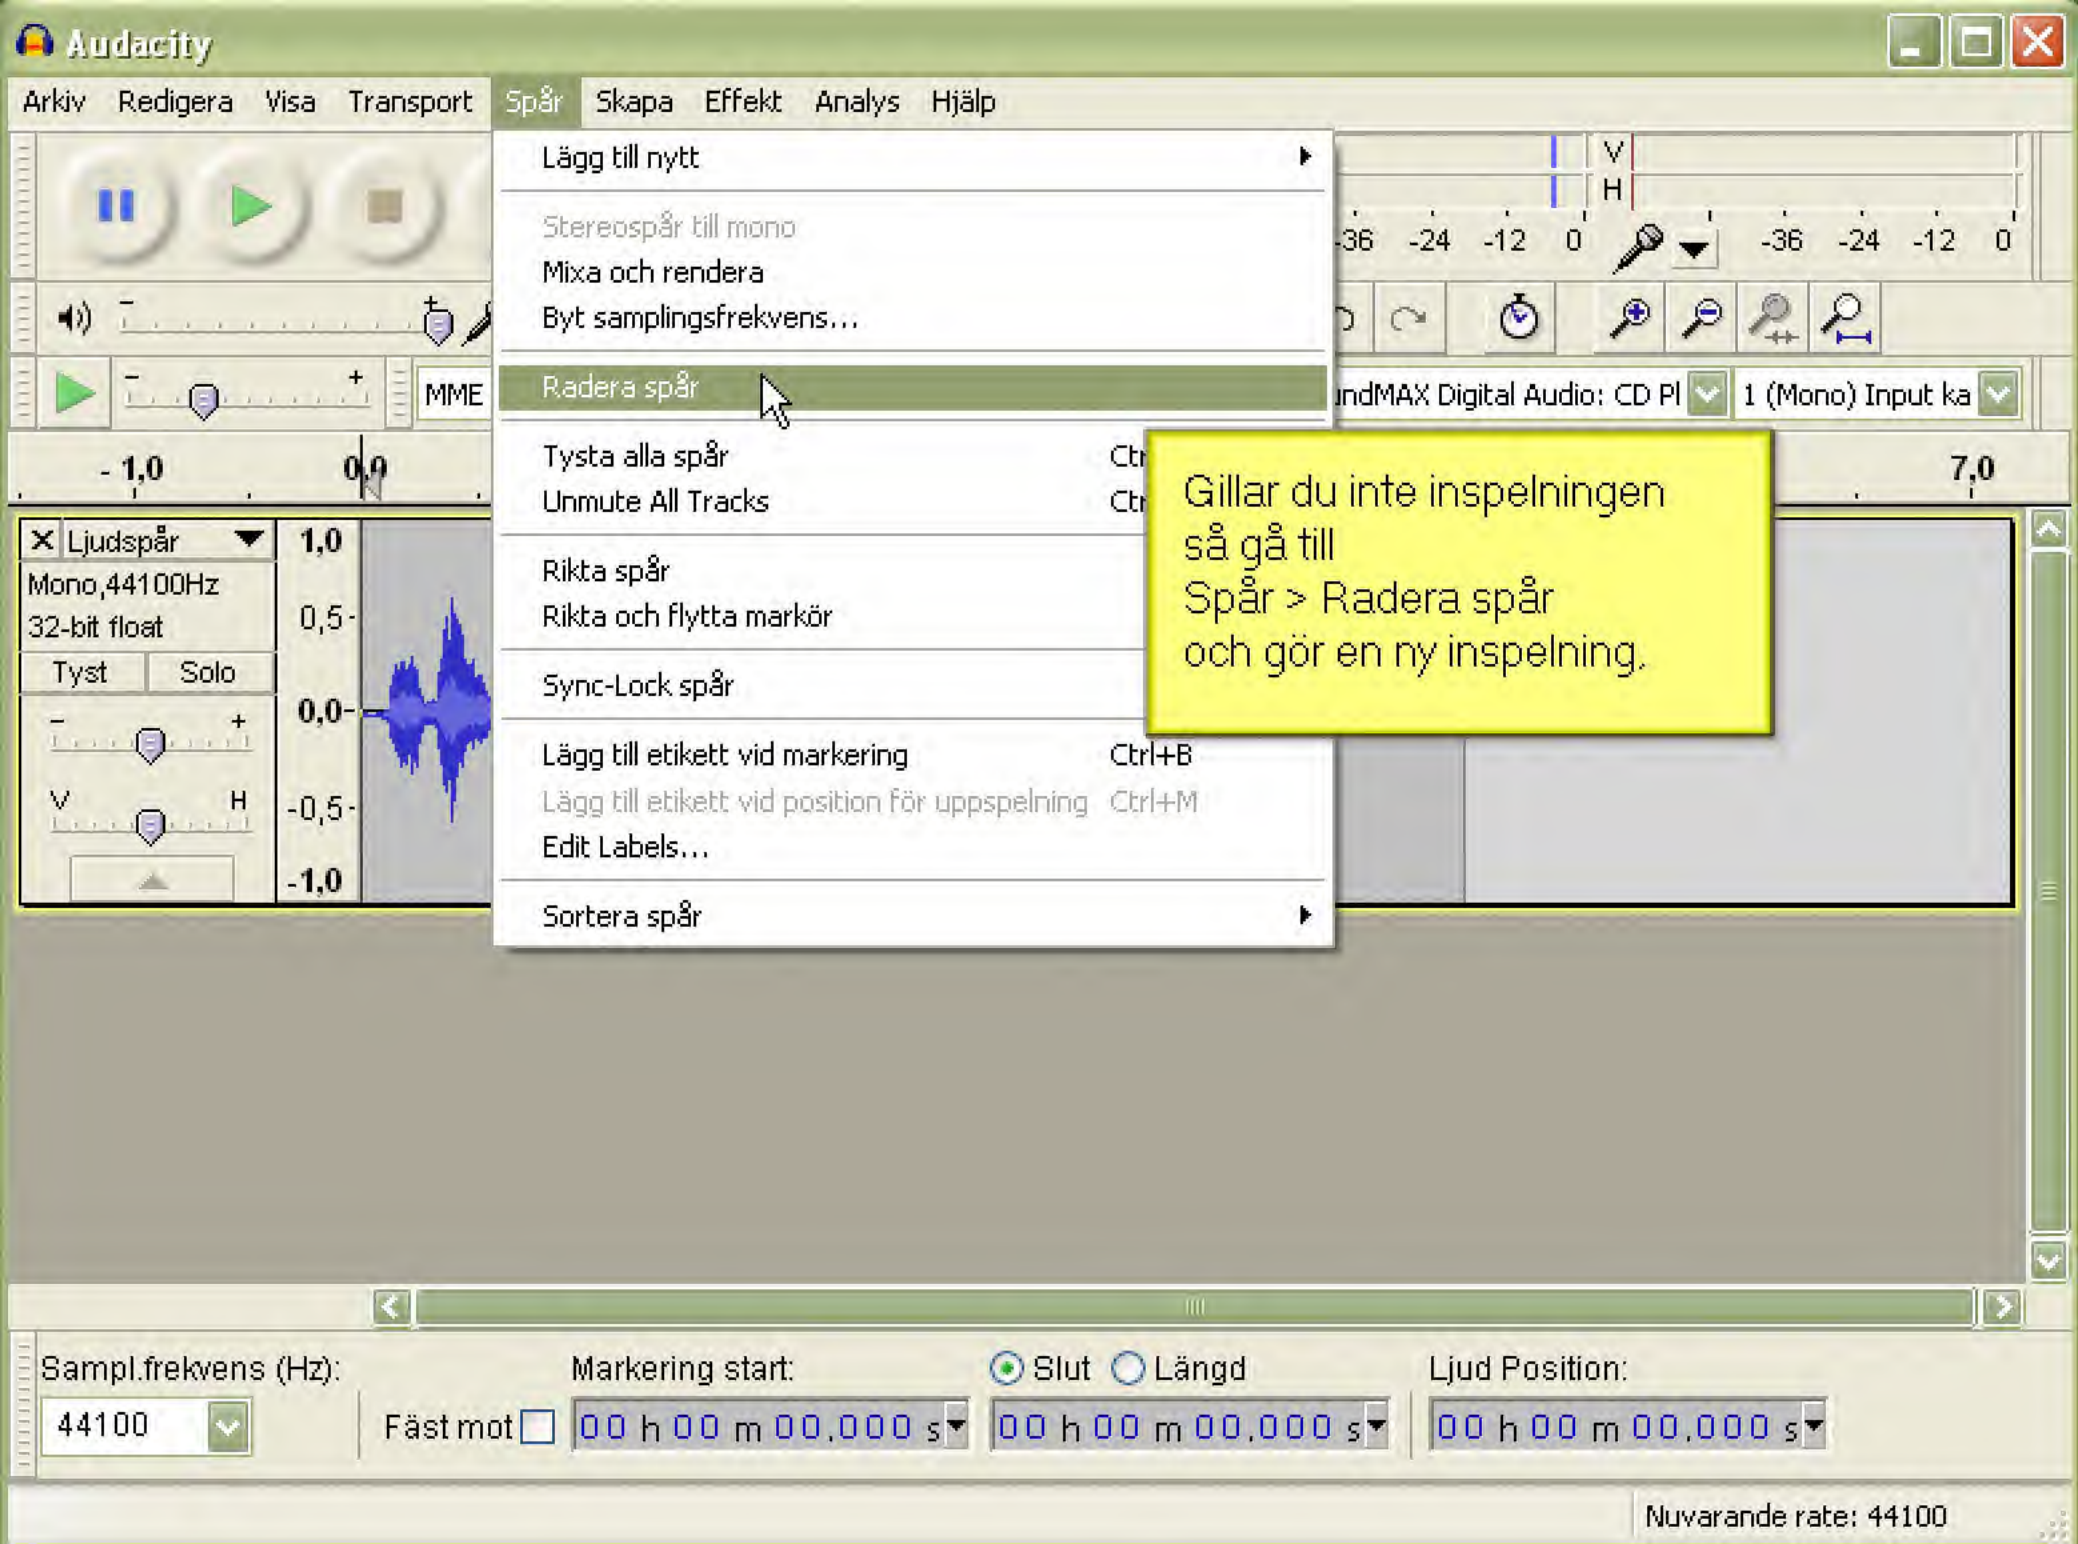 Audacity
Arkiv Redigera Visa Transport Spår Skapa Effekt Analys Hjälp
Lägg till nytt
Stereospår till mono
Mixa och rendera
Byt samplingsfrekvens...
Radera spår
Tysta alla spår Ctr
Unmute All Tracks Ctr
Rikta spår
Rikta och flytta markör
Sync-Lock spår
Lägg till etikett vid markering Ctrl+B
Lägg till etikett vid position för uppspelning Ctrl+M
Edit Labels...
Sortera spår
V
H
-36 -24 -12 0 -36 -24 -12 0
- +
- + MME
undMAX Digital Audio: CD Pl 1 (Mono) Input ka
- 1,0 0,0 7,0
Gillar du inte inspelningen
så gå till
Spår > Radera spår
och gör en ny inspelning.
X Ljudspår 1,0
Mono,44100Hz
32-bit float 0,5-
Tyst Solo
- + 0,0-
V H -0,5-
-1,0
Sampl.frekvens (Hz): Markering start: Slut Längd Ljud Position:
44100 Fäst mot 00 h 00 m 00.000 s 00 h 00 m 00.000 s 00 h 00 m 00.000 s
Nuvarande rate: 44100